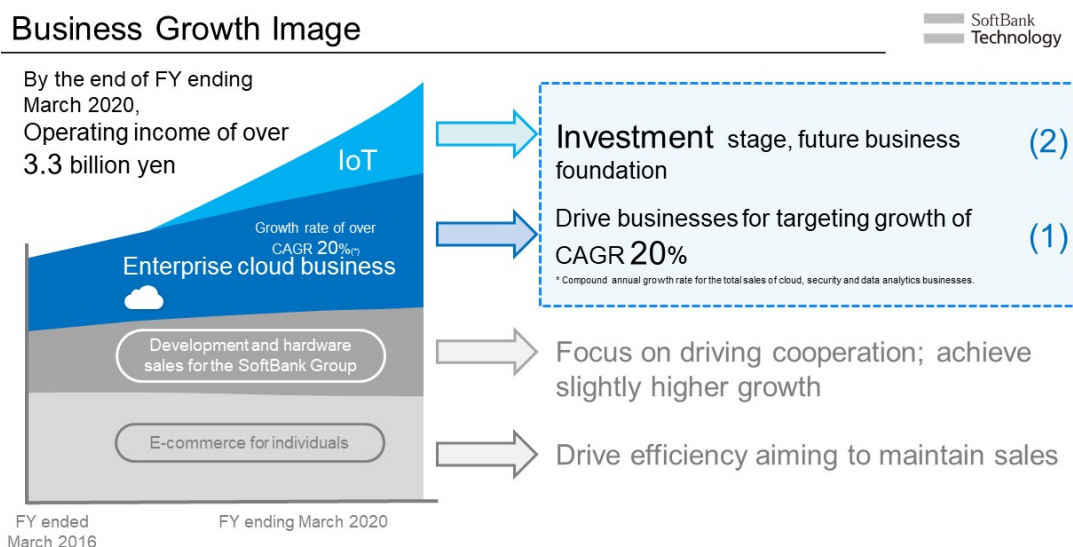 Business Growth Image
SoftBank
Technology
By the end of FY ending
March 2020,
Operating income of over
3.3 billion yen
IoT
Growth rate of over
CAGR 20%(*)
Enterprise cloud business
Development and hardware
sales for the SoftBank Group
E-commerce for individuals
FY ended
March 2016
FY ending March 2020
Investment stage, future business
foundation
(2)
Drive businesses for targeting growth of
CAGR 20%
(1)
* Compound annual growth rate for the total sales of cloud, security and data analytics businesses.
Focus on driving cooperation; achieve
slightly higher growth
Drive efficiency aiming to maintain sales